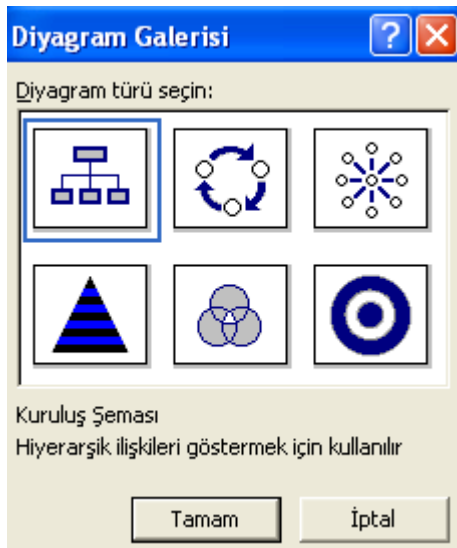 Diyagram Galerisi
Diyagram türü seçin:
Kuruluş Şeması
Hiyerarşik ilişkileri göstermek için kullanılır
Tamam
İptal